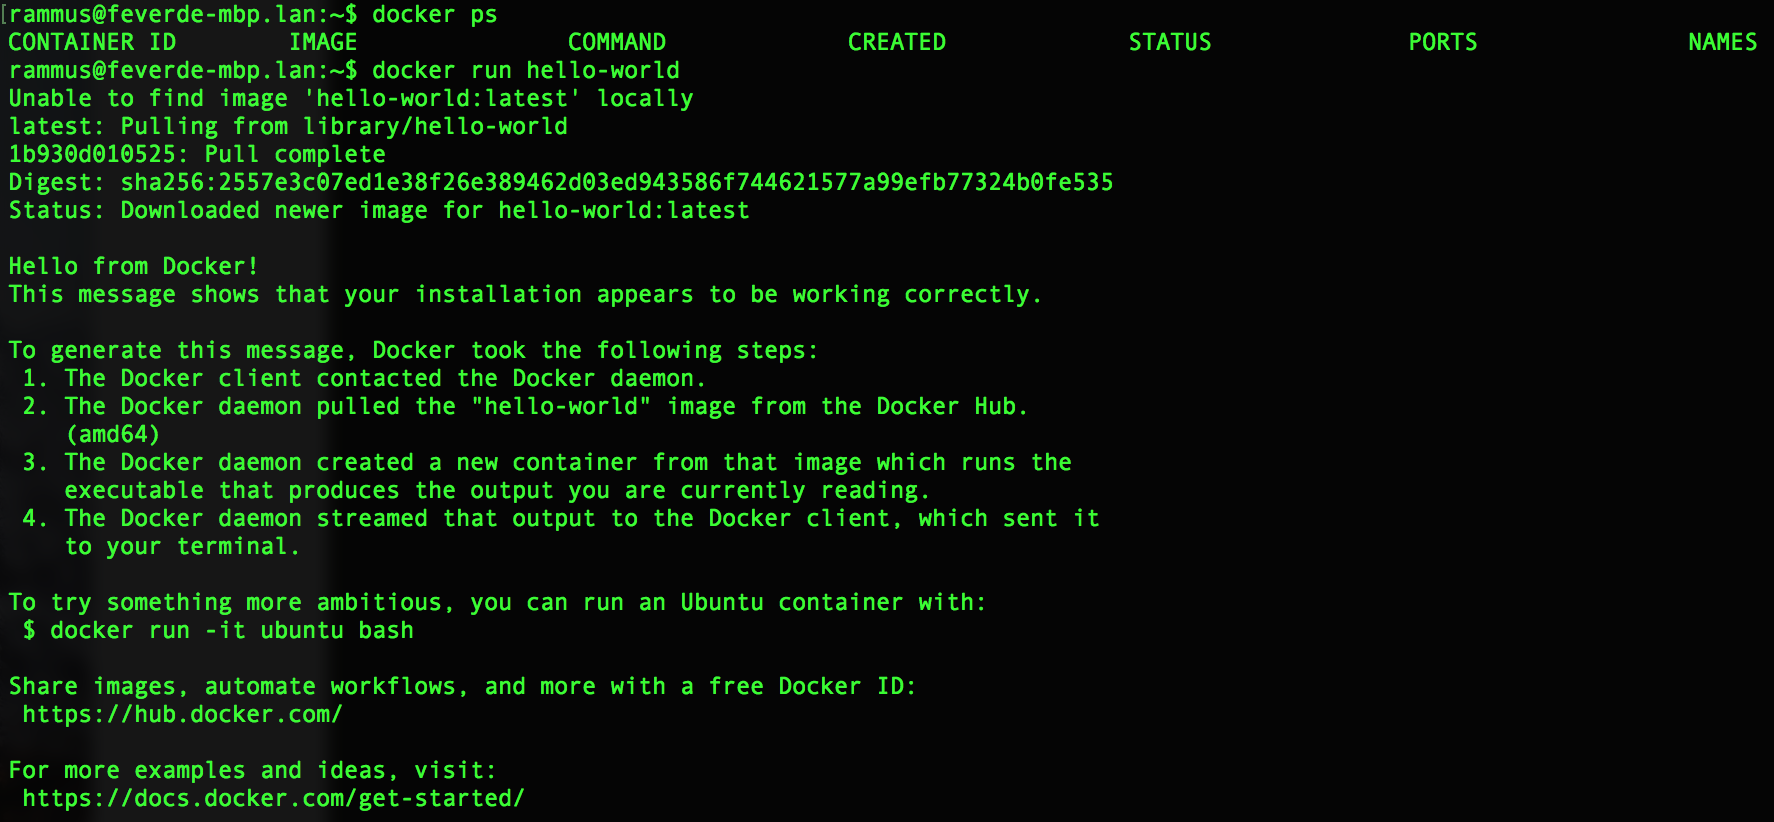 [rammus@feverde-mbp.lan:~$ docker ps
CONTAINER ID        IMAGE               COMMAND             CREATED             STATUS              PORTS               NAMES
rammus@feverde-mbp.lan:~$ docker run hello-world
Unable to find image 'hello-world:latest' locally
latest: Pulling from library/hello-world
1b930d010525: Pull complete
Digest: sha256:2557e3c07ed1e38f26e389462d03ed943586f744621577a99efb77324b0fe535
Status: Downloaded newer image for hello-world:latest

Hello from Docker!
This message shows that your installation appears to be working correctly.

To generate this message, Docker took the following steps:
 1. The Docker client contacted the Docker daemon.
 2. The Docker daemon pulled the "hello-world" image from the Docker Hub.
    (amd64)
 3. The Docker daemon created a new container from that image which runs the
    executable that produces the output you are currently reading.
 4. The Docker daemon streamed that output to the Docker client, which sent it
    to your terminal.

To try something more ambitious, you can run an Ubuntu container with:
 $ docker run -it ubuntu bash

Share images, automate workflows, and more with a free Docker ID:
 https://hub.docker.com/

For more examples and ideas, visit:
 https://docs.docker.com/get-started/